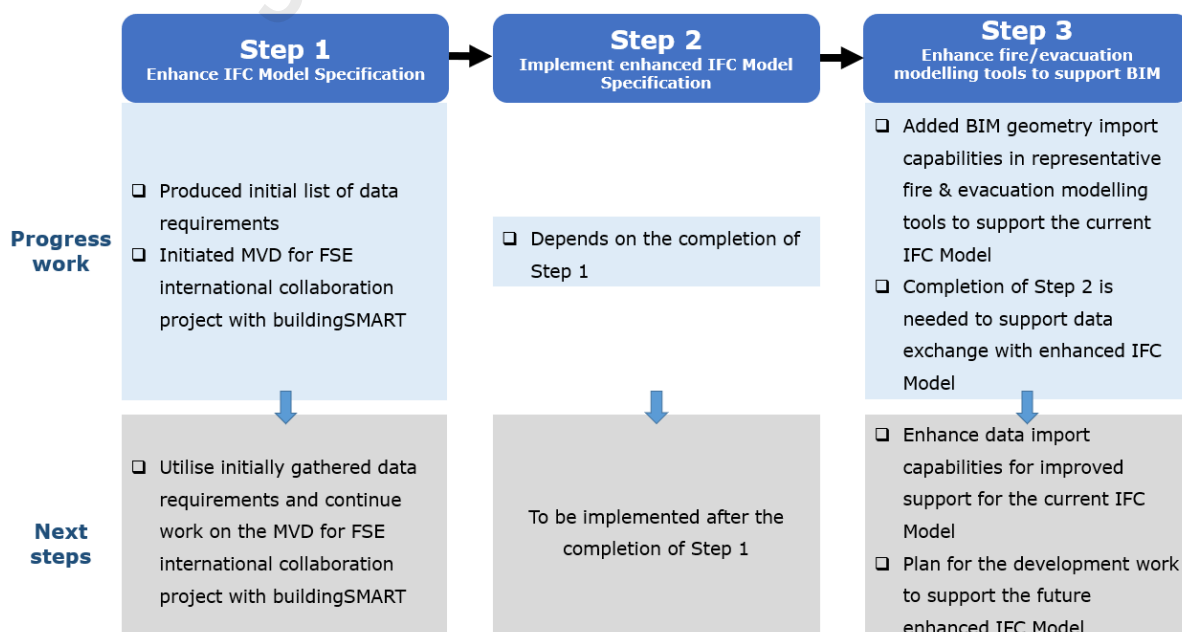 Step 1
Enhance IFC Model Specification
Step 2
Implement enhanced IFC Model
Specification
Step 3
Enhance fire/evacuation
modelling tools to support BIM
Progress
work
❑ Produced initial list of data
requirements
❑ Initiated MVD for FSE
international collaboration
project with buildingSMART
❑ Depends on the completion of
Step 1
❑ Added BIM geometry import
capabilities in representative
fire & evacuation modelling
tools to support the current
IFC Model
❑ Completion of Step 2 is
needed to support data
exchange with enhanced IFC
Model
Next
steps
❑ Utilise initially gathered data
requirements and continue
work on the MVD for FSE
international collaboration
project with buildingSMART
To be implemented after the
completion of Step 1
❑ Enhance data import
capabilities for improved
support for the current IFC
Model
❑ Plan for the development work
to support the future
enhanced IFC Model